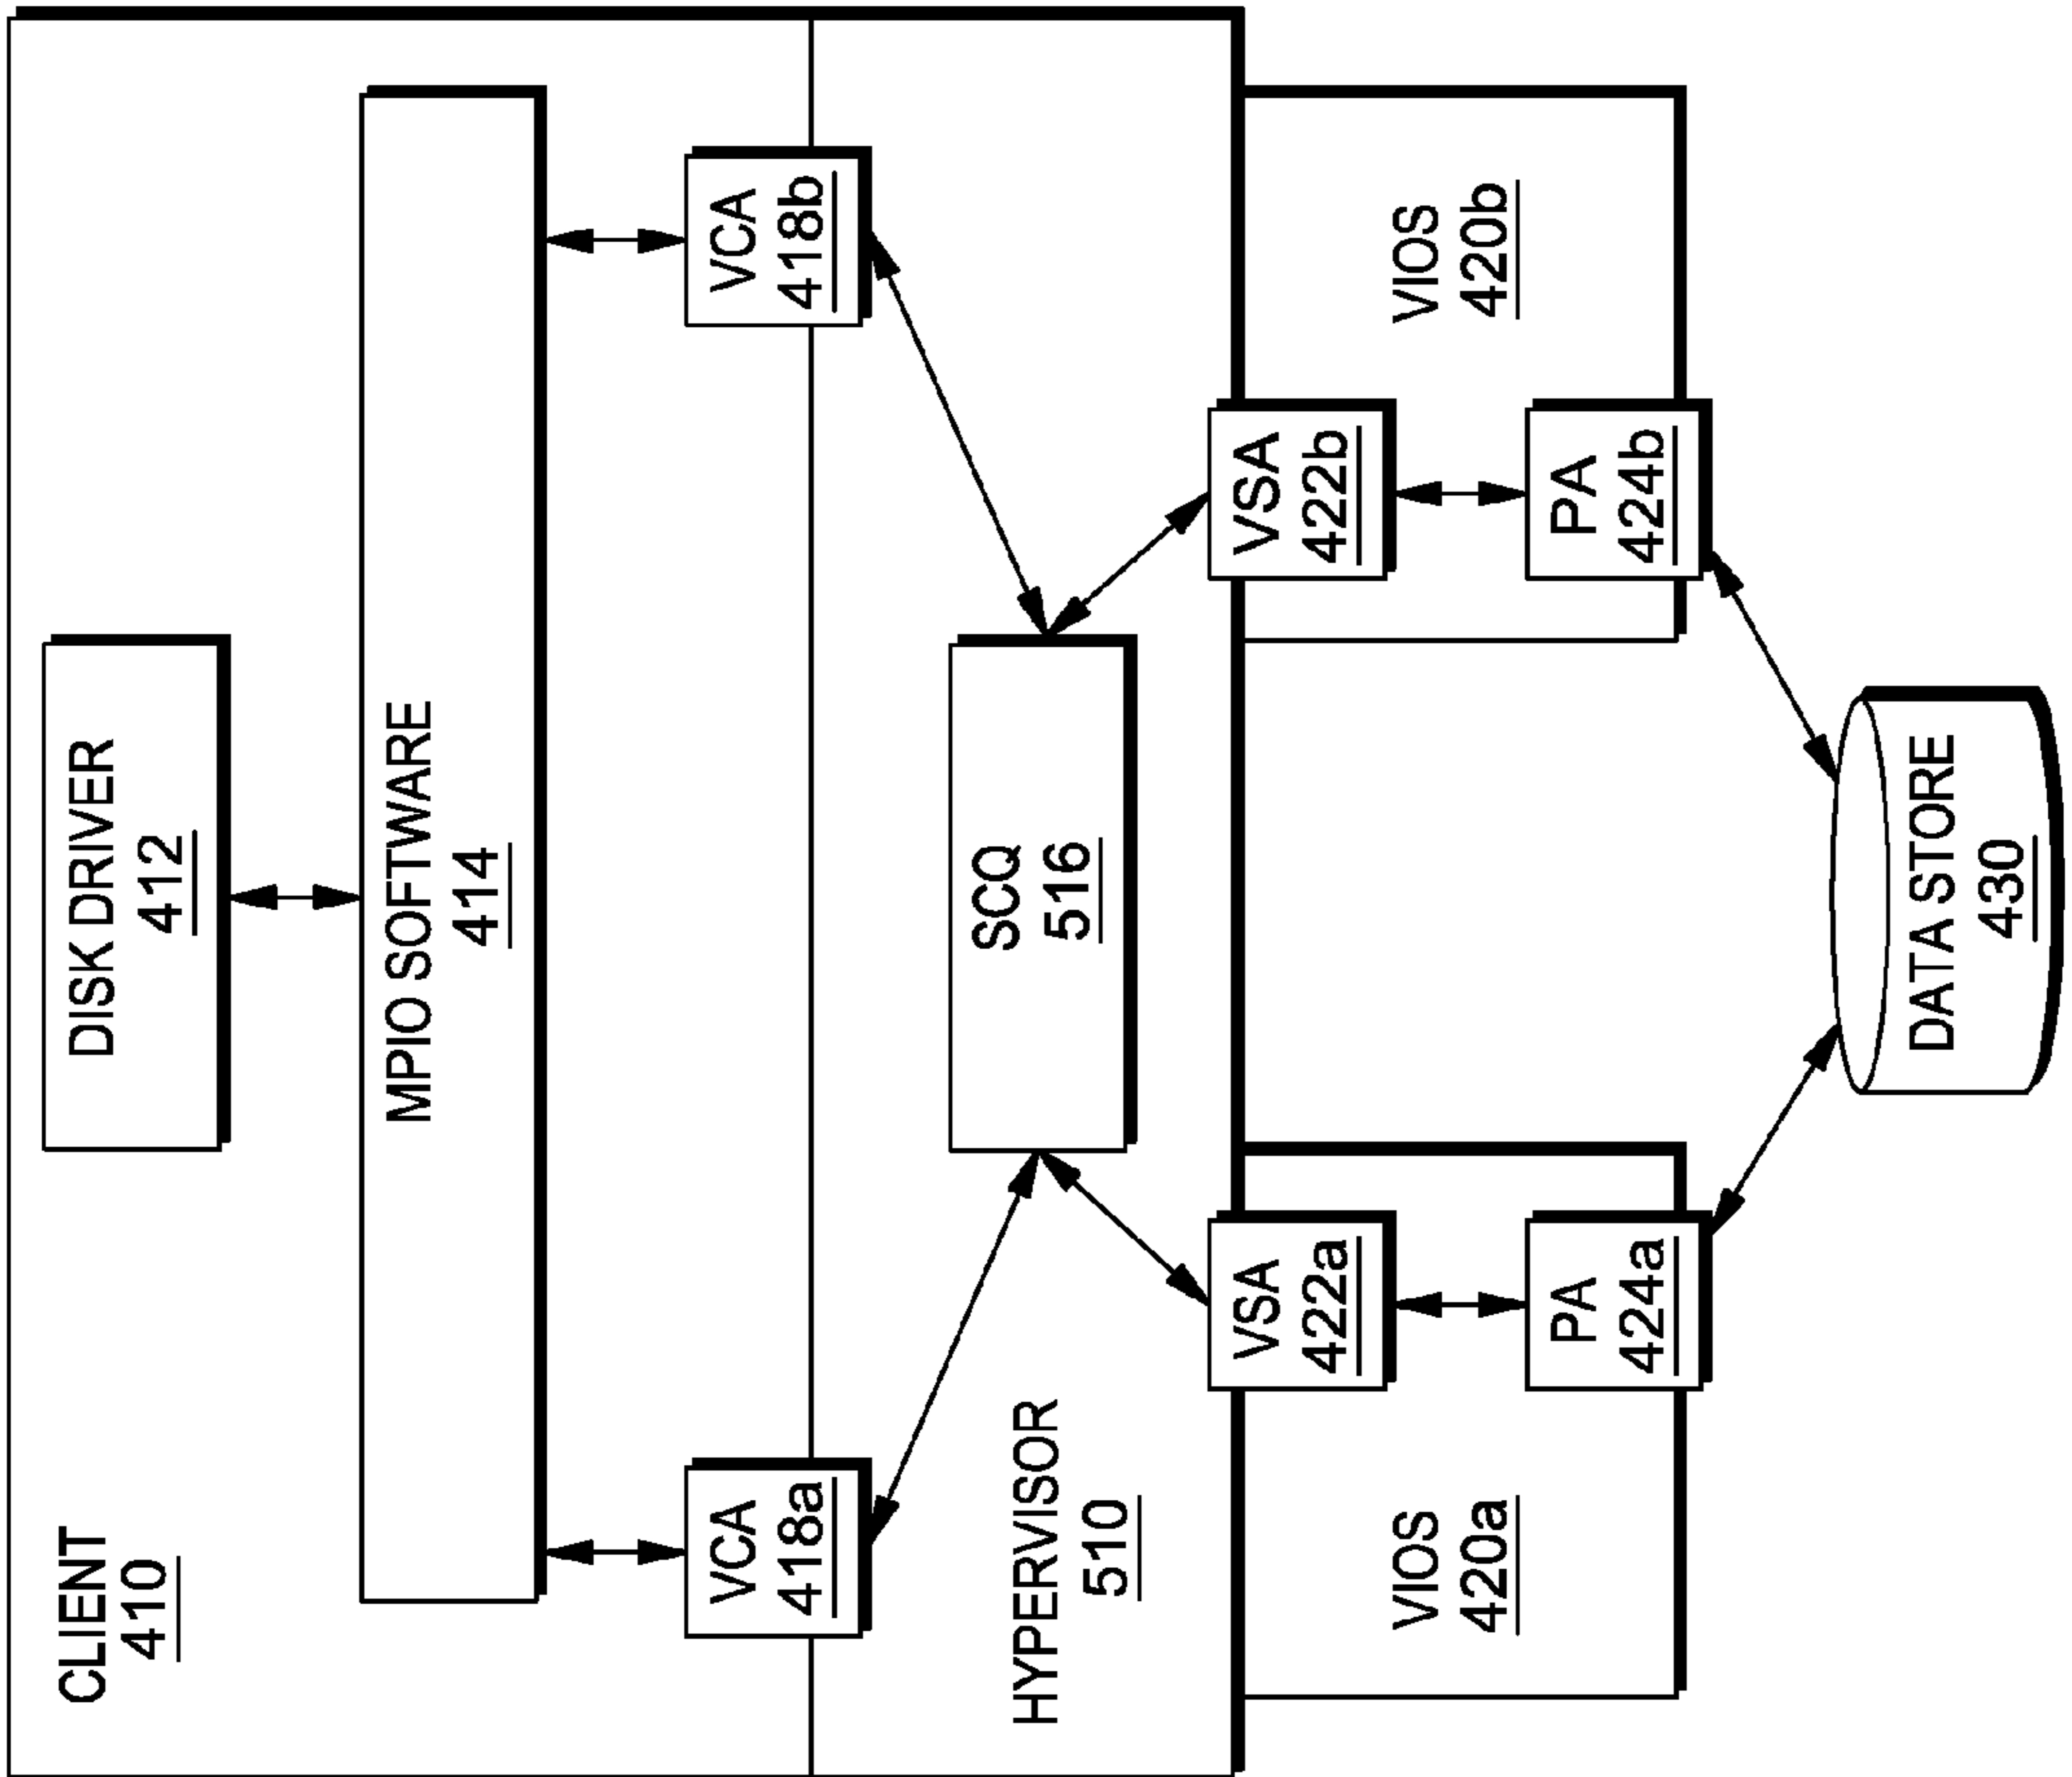 CLIENT
410
DISK DRIVER
412
MPIO SOFTWARE
414
VCA
418a
VCA
418b
HYPERVISOR
510
SCQ
516
VSA
422a
VSA
422b
VIOS
420a
VIOS
420b
PA
424a
PA
424b
DATA STORE
430